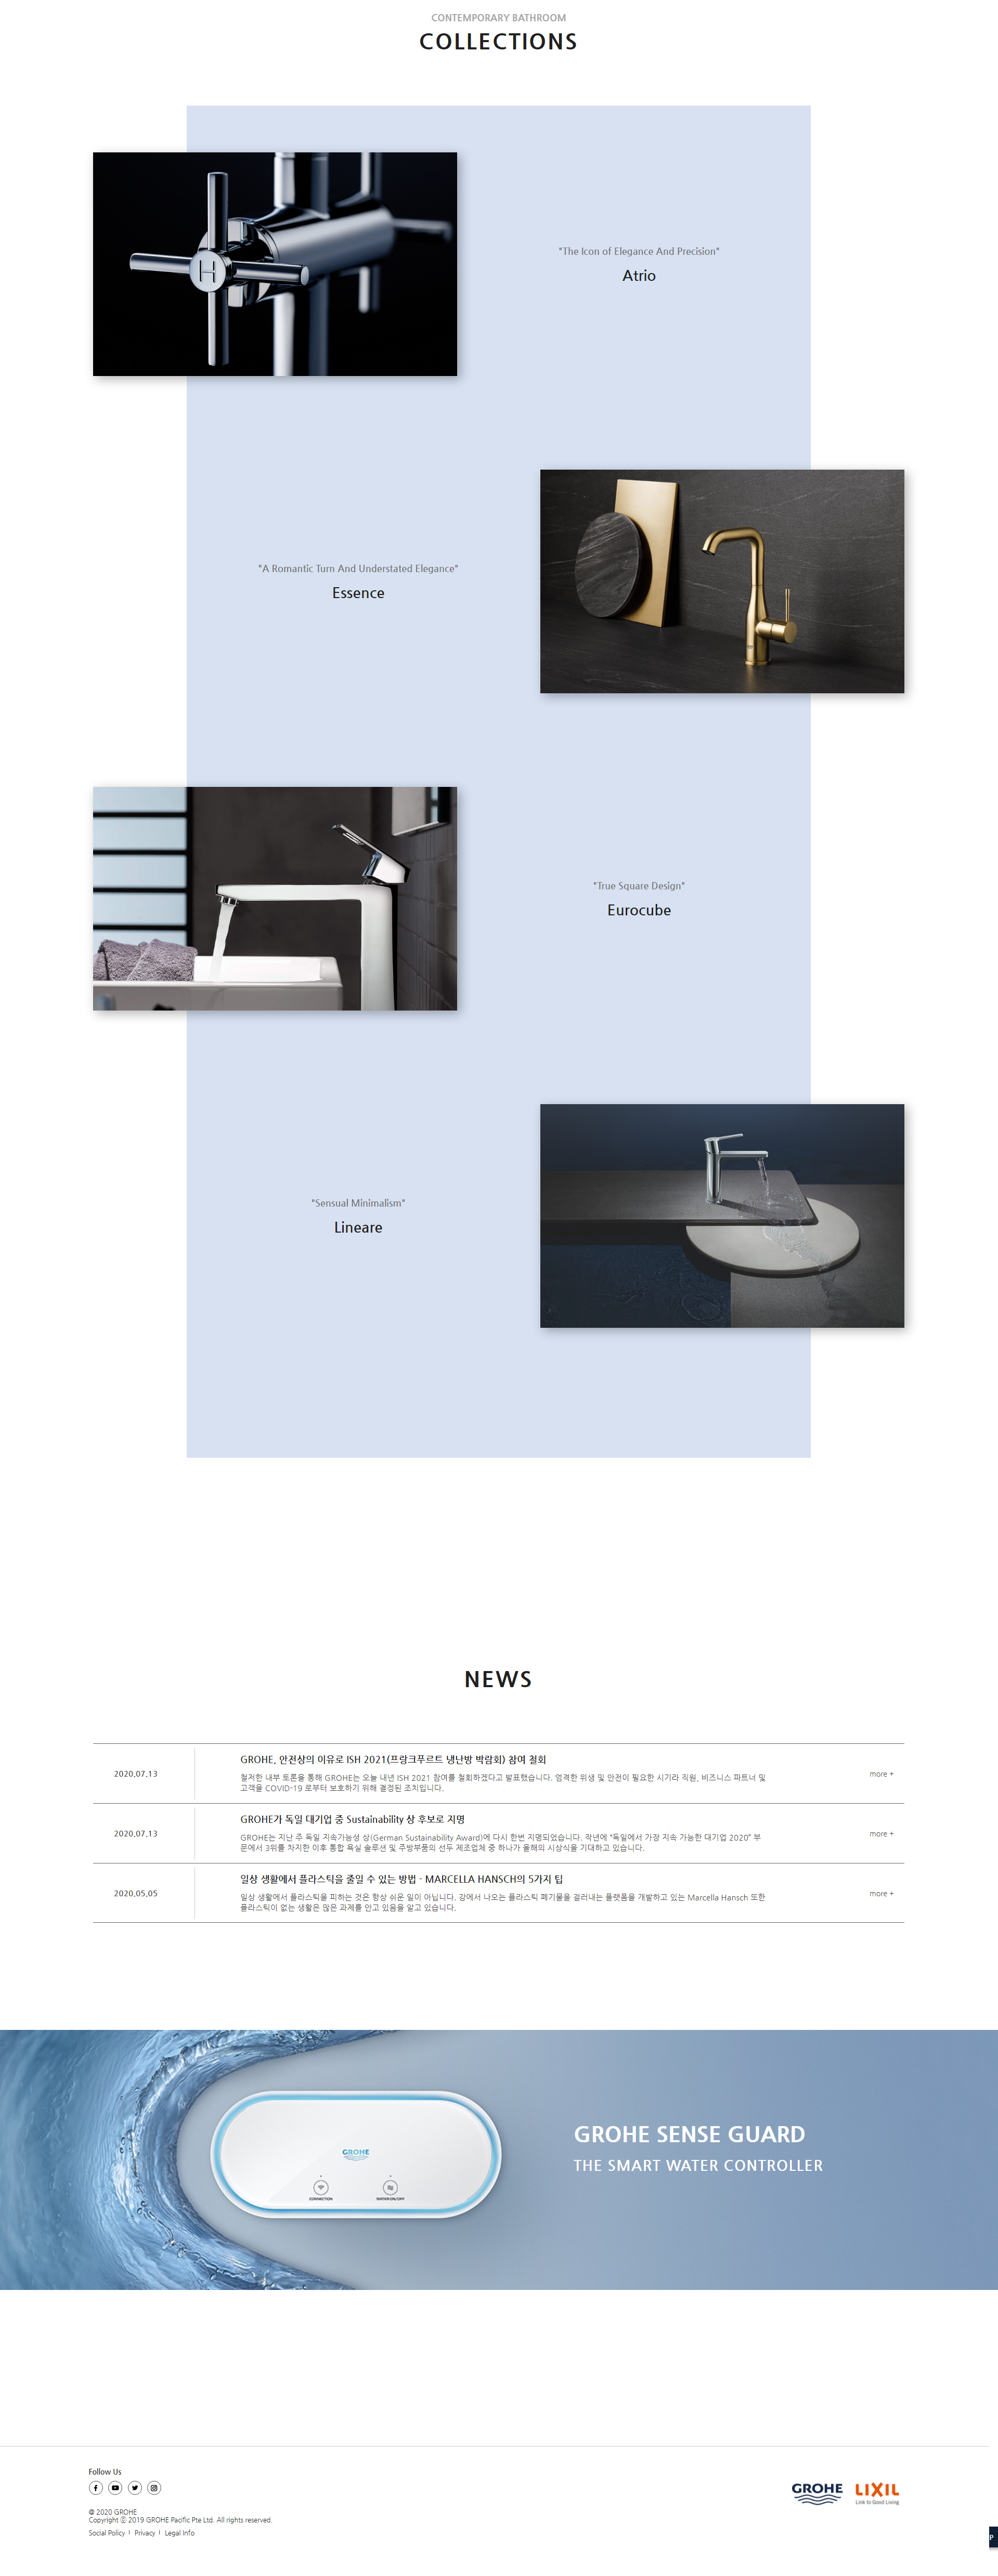 CONTEMPORARY BATHROOM
COLLECTIONS
H
"The Icon of Elegance And Precision"
Atrio
"A Romantic Turn And Understated Elegance"
Essence
"True Square Design"
Eurocube
"Sensual Minimalism"
Lineare
NEWS
2020.07.13
GROHE, 안전상의 이유로 ISH 2021(프랑크푸르트 냉난방 박람회) 참여 철회
철저한 내부 토론을 통해 GROHE는 오늘 내년 ISH 2021 참여를 철회하겠다고 발표했습니다. 엄격한 위생 및 안전이 필요한 시기라 직원, 비즈니스 파트너 및
고객을 COVID-19 로부터 보호하기 위해 결정된 조치입니다.
more +
2020.07.13
GROHE가 독일 대기업 중 Sustainability 상 후보로 지명
GROHE는 지난 주 독일 지속가능성 상(German Sustainability Award)에 다시 한번 지명되었습니다. 작년에 "독일에서 가장 지속 가능한 대기업 2020" 부
문에서 3위를 차지한 이후 통합 욕실 솔루션 및 주방부품의 선두 제조업체 중 하나가 올해의 시상식을 기대하고 있습니다.
more +
2020.05.05
일상 생활에서 플라스틱을 줄일 수 있는 방법 - MARCELLA HANSCH의 5가지 팁
일상 생활에서 플라스틱을 피하는 것은 항상 쉬운 일이 아닙니다. 강에서 나오는 플라스틱 폐기물을 걸러내는 플랫폼을 개발하고 있는 Marcella Hansch 또한
플라스틱이 없는 생활은 많은 과제를 안고 있음을 알고 있습니다.
more +
GROHE
CONNECTION
WATER ON/OFF
GROHE SENSE GUARD
THE SMART WATER CONTROLLER
Follow Us
@ 2020 GROHE
Copyright ⓒ 2019 GROHE Pacific Pte Ltd. All rights reserved.
Social Policy I Privacy I Legal Info
GROHE
LIXIL
Link to Good Living
P